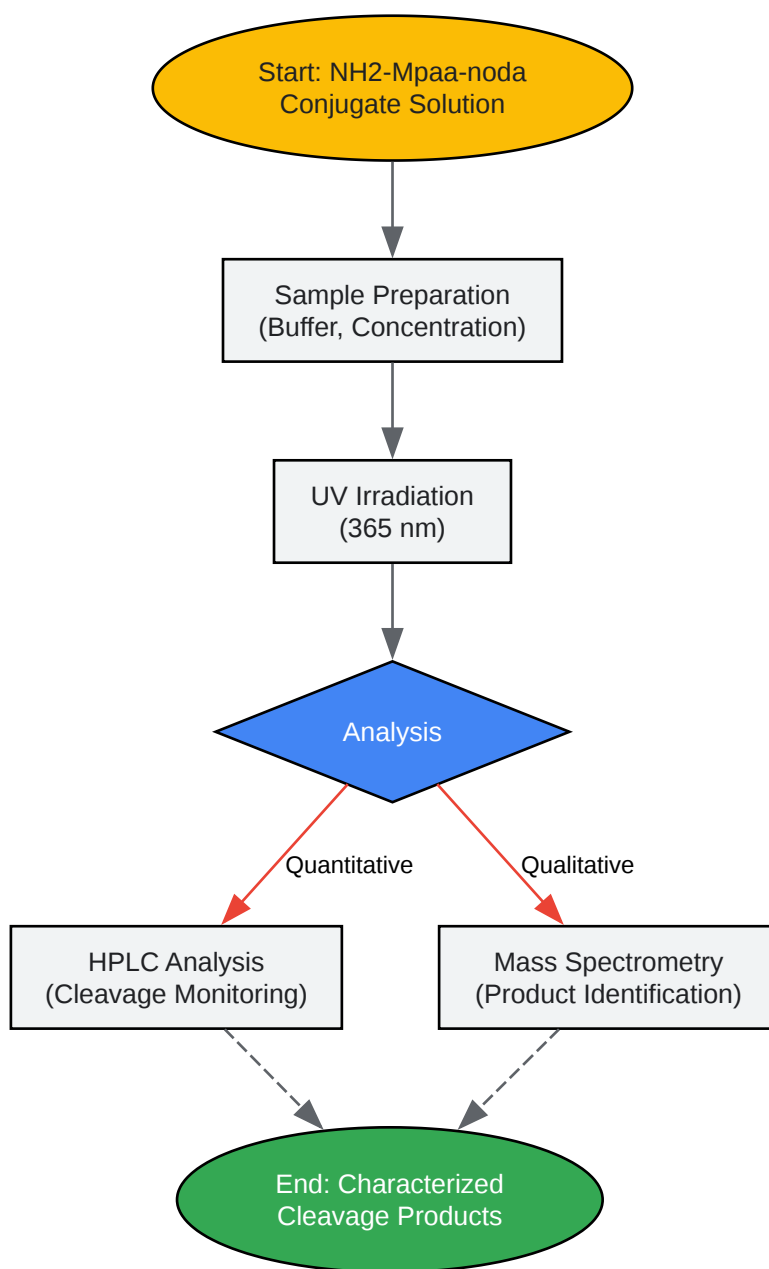 Start: NH2-Mpaa-noda
Conjugate Solution
Sample Preparation
(Buffer, Concentration)
UV Irradiation
(365 nm)
Analysis
Quantitative
Qualitative
HPLC Analysis
(Cleavage Monitoring)
Mass Spectrometry
(Product Identification)
End: Characterized
Cleavage Products